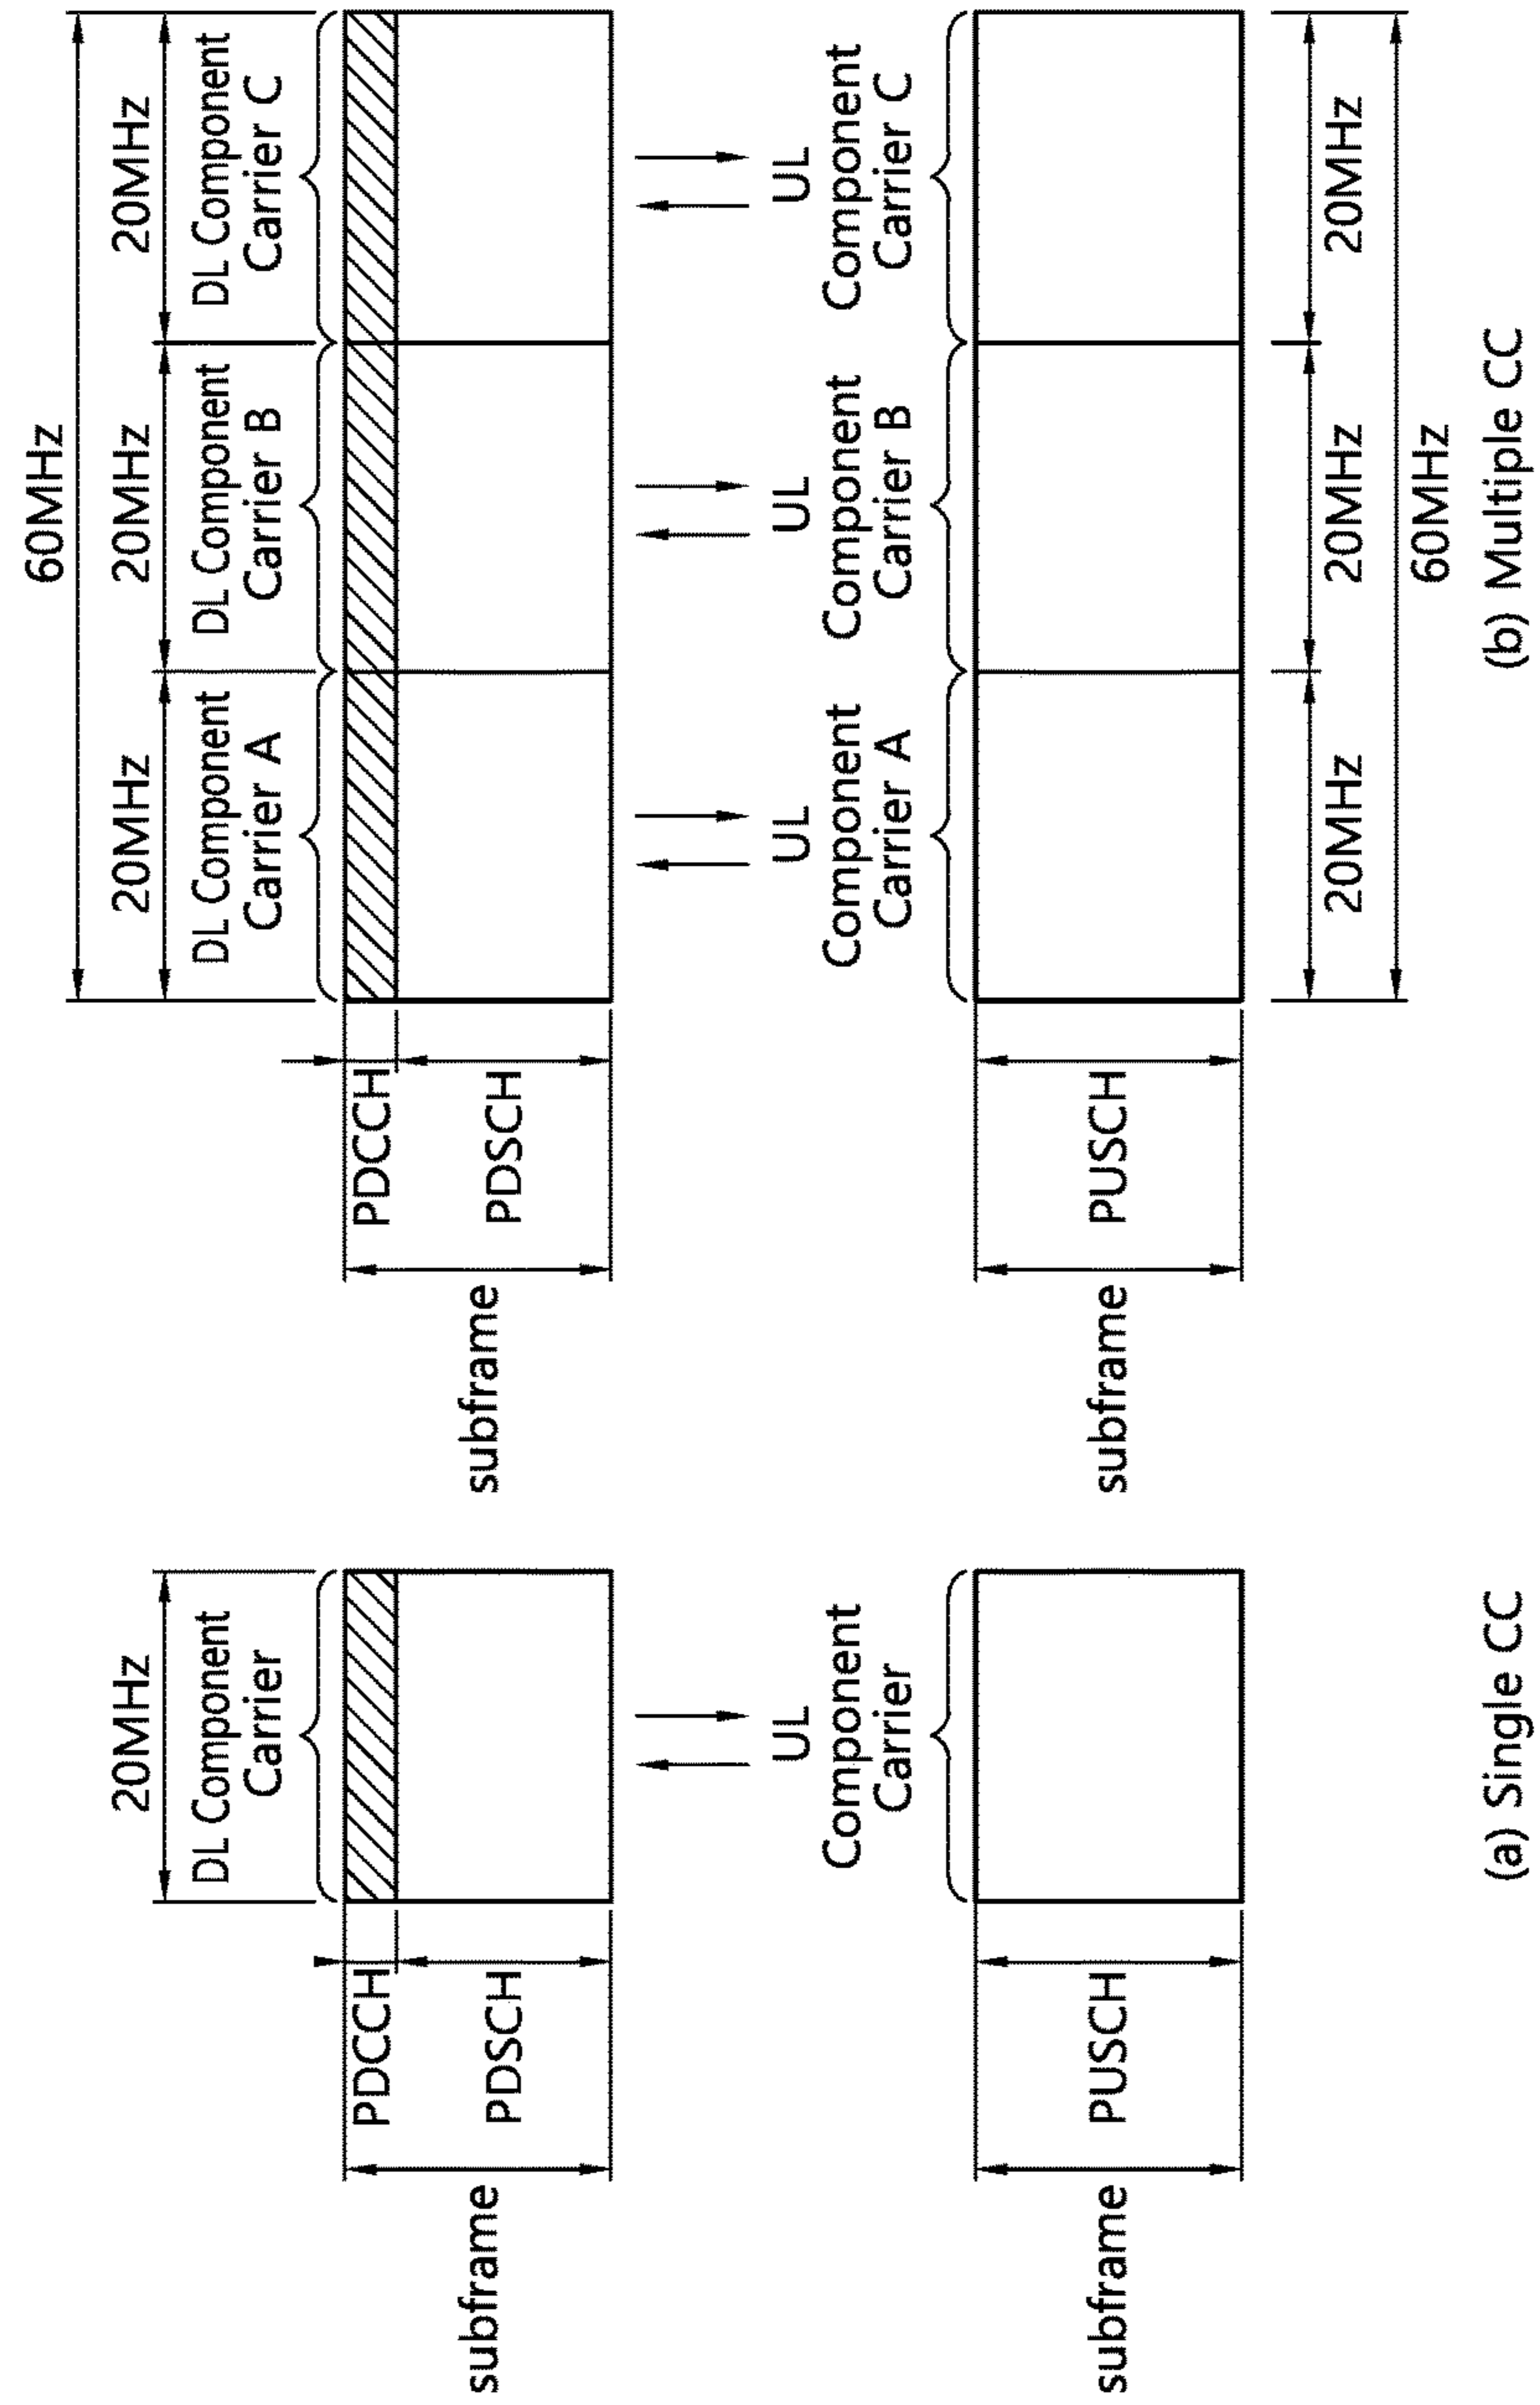 20MHz
DL Component
Carrier
PDCCH
PDSCH
subframe
UL
Component
Carrier
PUSCH
subframe
(a) Single CC
60MHz
20MHz
20MHz
20MHz
DL Component
Carrier A
DL Component
Carrier B
DL Component
Carrier C
PDCCH
PDSCH
subframe
UL
Component
Carrier A
UL
Component
Carrier B
UL
Component
Carrier C
PUSCH
subframe
20MHz
20MHz
20MHz
60MHz
(b) Multiple CC